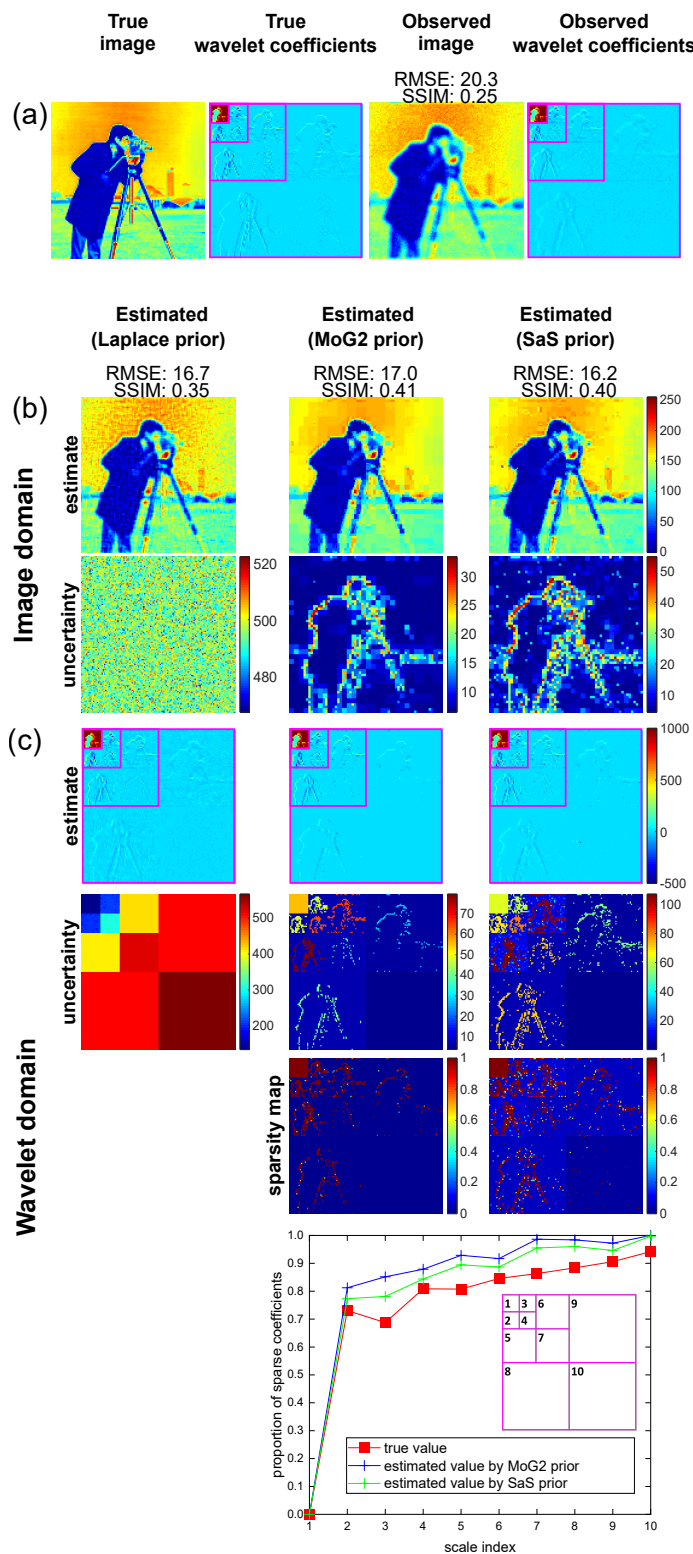 True image
True wavelet coefficients
Observed image
Observed wavelet coefficients
RMSE: 20.3
SSIM: 0.25
(a)
Estimated (Laplace prior)
Estimated (MoG2 prior)
Estimated (SaS prior)
RMSE: 16.7
SSIM: 0.35
RMSE: 17.0
SSIM: 0.41
RMSE: 16.2
SSIM: 0.40
(b)
Image domain
estimate
250
200
150
100
50
0
uncertainty
520
500
480
30
25
20
15
10
50
40
30
20
10
(c)
Wavelet domain
estimate
1000
500
0
-500
uncertainty
500
400
300
200
70
60
50
40
30
20
10
100
80
60
40
20
0
sparsity map
1
0.8
0.6
0.4
0.2
0
1
0.8
0.6
0.4
0.2
0
proportion of sparse coefficients
1.0
0.9
0.8
0.7
0.6
0.5
0.4
0.3
0.2
0.1
0.0
1 3 6 9
2 4
5 7
8 10
true value
estimated value by MoG2 prior
estimated value by SaS prior
1 2 3 4 5 6 7 8 9 10
scale index